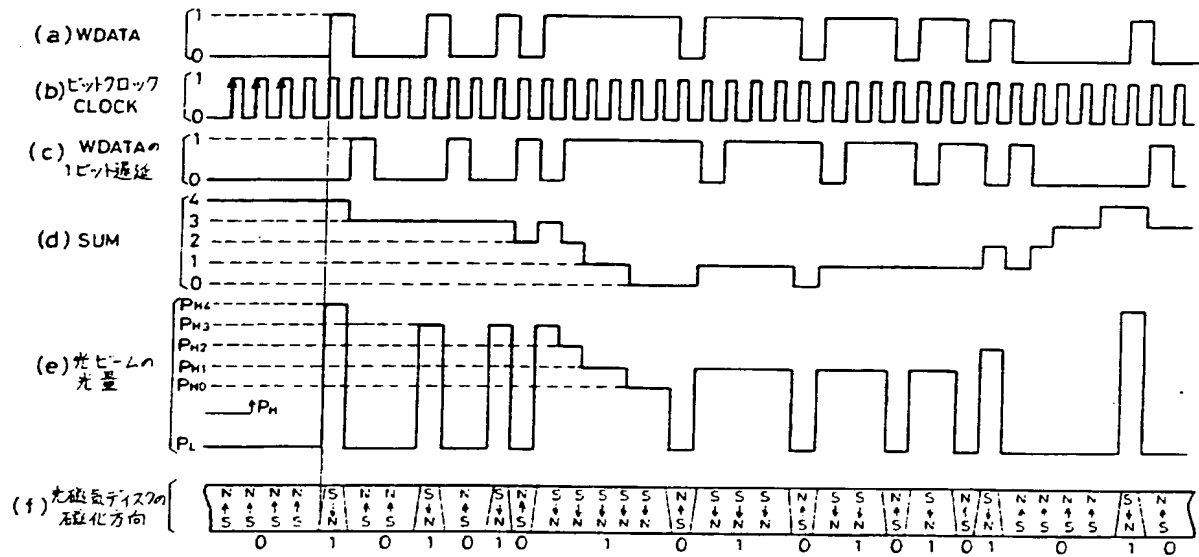 (a) WDATA
1
0
(b) ビットクロック
CLOCK
1
0
(c) WDATAの
1ビット遅延
1
0
(d) SUM
4
3
2
1
0
(e) 光ビームの
光量
PH4
PH3
PH2
PH1
PH0
PH
PL
(f) 光磁気ディスクの
磁化方向
N N N N S N N S N S N S S S S S N S S S N S S N S N S N N N N S N
S S S S N S S N S N S N N N N N S N N N S N N S N S N S S S S N S
0 1 0 1 0 1 0 1 0 1 0 1 0 1 0 1 0 1 0